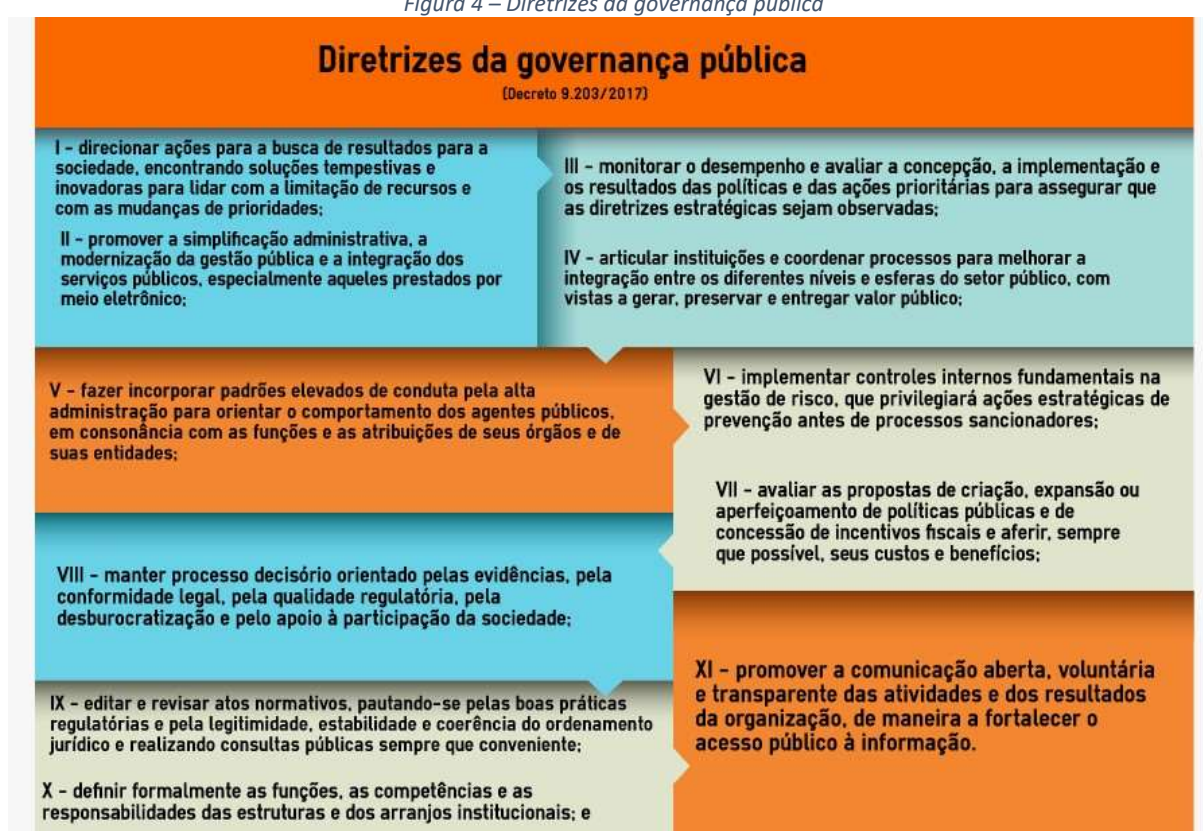 Figura 4 – Diretrizes da governança pública
Diretrizes da governança pública
(Decreto 9.203/2017)
I - direcionar ações para a busca de resultados para a
sociedade, encontrando soluções tempestivas e
inovadoras para lidar com a limitação de recursos e
com as mudanças de prioridades;
II - promover a simplificação administrativa, a
modernização da gestão pública e a integração dos
serviços públicos, especialmente aqueles prestados por
meio eletrônico;
III - monitorar o desempenho e avaliar a concepção, a implementação e
os resultados das políticas e das ações prioritárias para assegurar que
as diretrizes estratégicas sejam observadas;
IV - articular instituições e coordenar processos para melhorar a
integração entre os diferentes níveis e esferas do setor público, com
vistas a gerar, preservar e entregar valor público;
V - fazer incorporar padrões elevados de conduta pela alta
administração para orientar o comportamento dos agentes públicos,
em consonância com as funções e as atribuições de seus órgãos e de
suas entidades;
VI - implementar controles internos fundamentais na
gestão de risco, que privilegiará ações estratégicas de
prevenção antes de processos sancionadores;
VII - avaliar as propostas de criação, expansão ou
aperfeiçoamento de políticas públicas e de
concessão de incentivos fiscais e aferir, sempre
que possível, seus custos e benefícios;
VIII - manter processo decisório orientado pelas evidências, pela
conformidade legal, pela qualidade regulatória, pela
desburocratização e pelo apoio à participação da sociedade;
IX - editar e revisar atos normativos, pautando-se pelas boas práticas
regulatórias e pela legitimidade, estabilidade e coerência do ordenamento
jurídico e realizando consultas públicas sempre que conveniente;
X - definir formalmente as funções, as competências e as
responsabilidades das estruturas e dos arranjos institucionais; e
XI - promover a comunicação aberta, voluntária
e transparente das atividades e dos resultados
da organização, de maneira a fortalecer o
acesso público à informação.